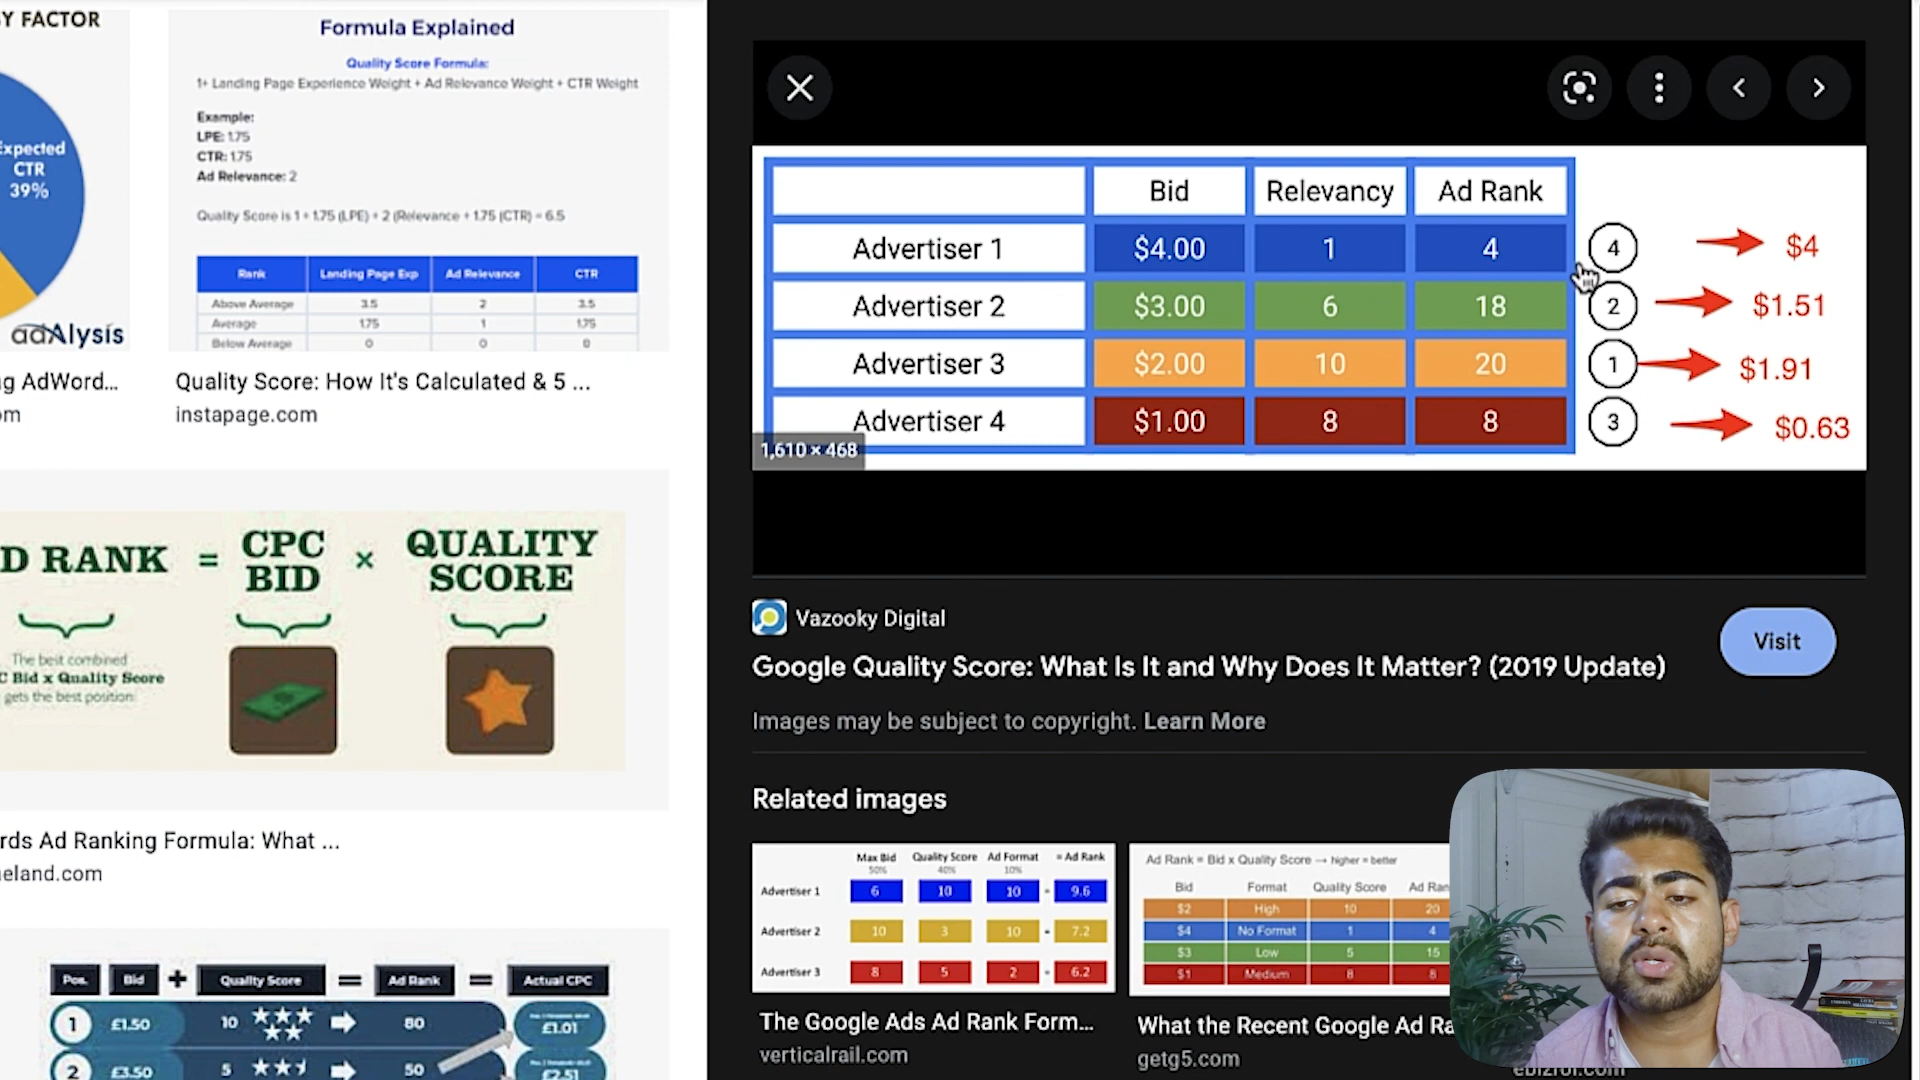 Y FACTOR
Expected
CTR
39%
adAlysis
g AdWord...
om
Formula Explained
Quality Score Formula:
1+ Landing Page Experience Weight + Ad Relevance Weight + CTR Weight
Example:
LPE: 1.75
CTR: 1.75
Ad Relevance: 2
Quality Score is 1 + 1.75 (LPE) + 2 (Relevance + 1.75 (CTR) = 6.5
Rank Landing Page Exp Ad Relevance CTR
Above Average 3.5 2 3.5
Average 1.75 1 1.75
Below Average 0 0 0
Quality Score: How It's Calculated & 5 ...
instapage.com
D RANK = CPC BID × QUALITY SCORE
The best combined
C Bid x Quality Score
gets the best position
rds Ad Ranking Formula: What ...
eland.com
Pos. Bid + Quality Score = Ad Rank = Actual CPC
1 £1.50 10 80 £1.01
2 £3.50 5 50 £2.51
Bid Relevancy Ad Rank
Advertiser 1 $4.00 1 4 4 $4
Advertiser 2 $3.00 6 18 2 $1.51
Advertiser 3 $2.00 10 20 1 $1.91
Advertiser 4 $1.00 8 8 3 $0.63
1,610 × 468
Vazooky Digital
Google Quality Score: What Is It and Why Does It Matter? (2019 Update)
Visit
Images may be subject to copyright. Learn More
Related images
Max Bid Quality Score Ad Format = Ad Rank
50% 40% 10%
Advertiser 1 6 10 10 = 9.6
Advertiser 2 10 3 10 = 7.2
Advertiser 3 8 5 2 = 6.2
The Google Ads Ad Rank Form...
verticalrail.com
Ad Rank = Bid x Quality Score → higher = better
Bid Format Quality Score Ad Ran
$2 High 10 20
$4 No Format 1 4
$3 Low 5 15
$1 Medium 8 8
What the Recent Google Ad Ra
getg5.com
ebizroi.com